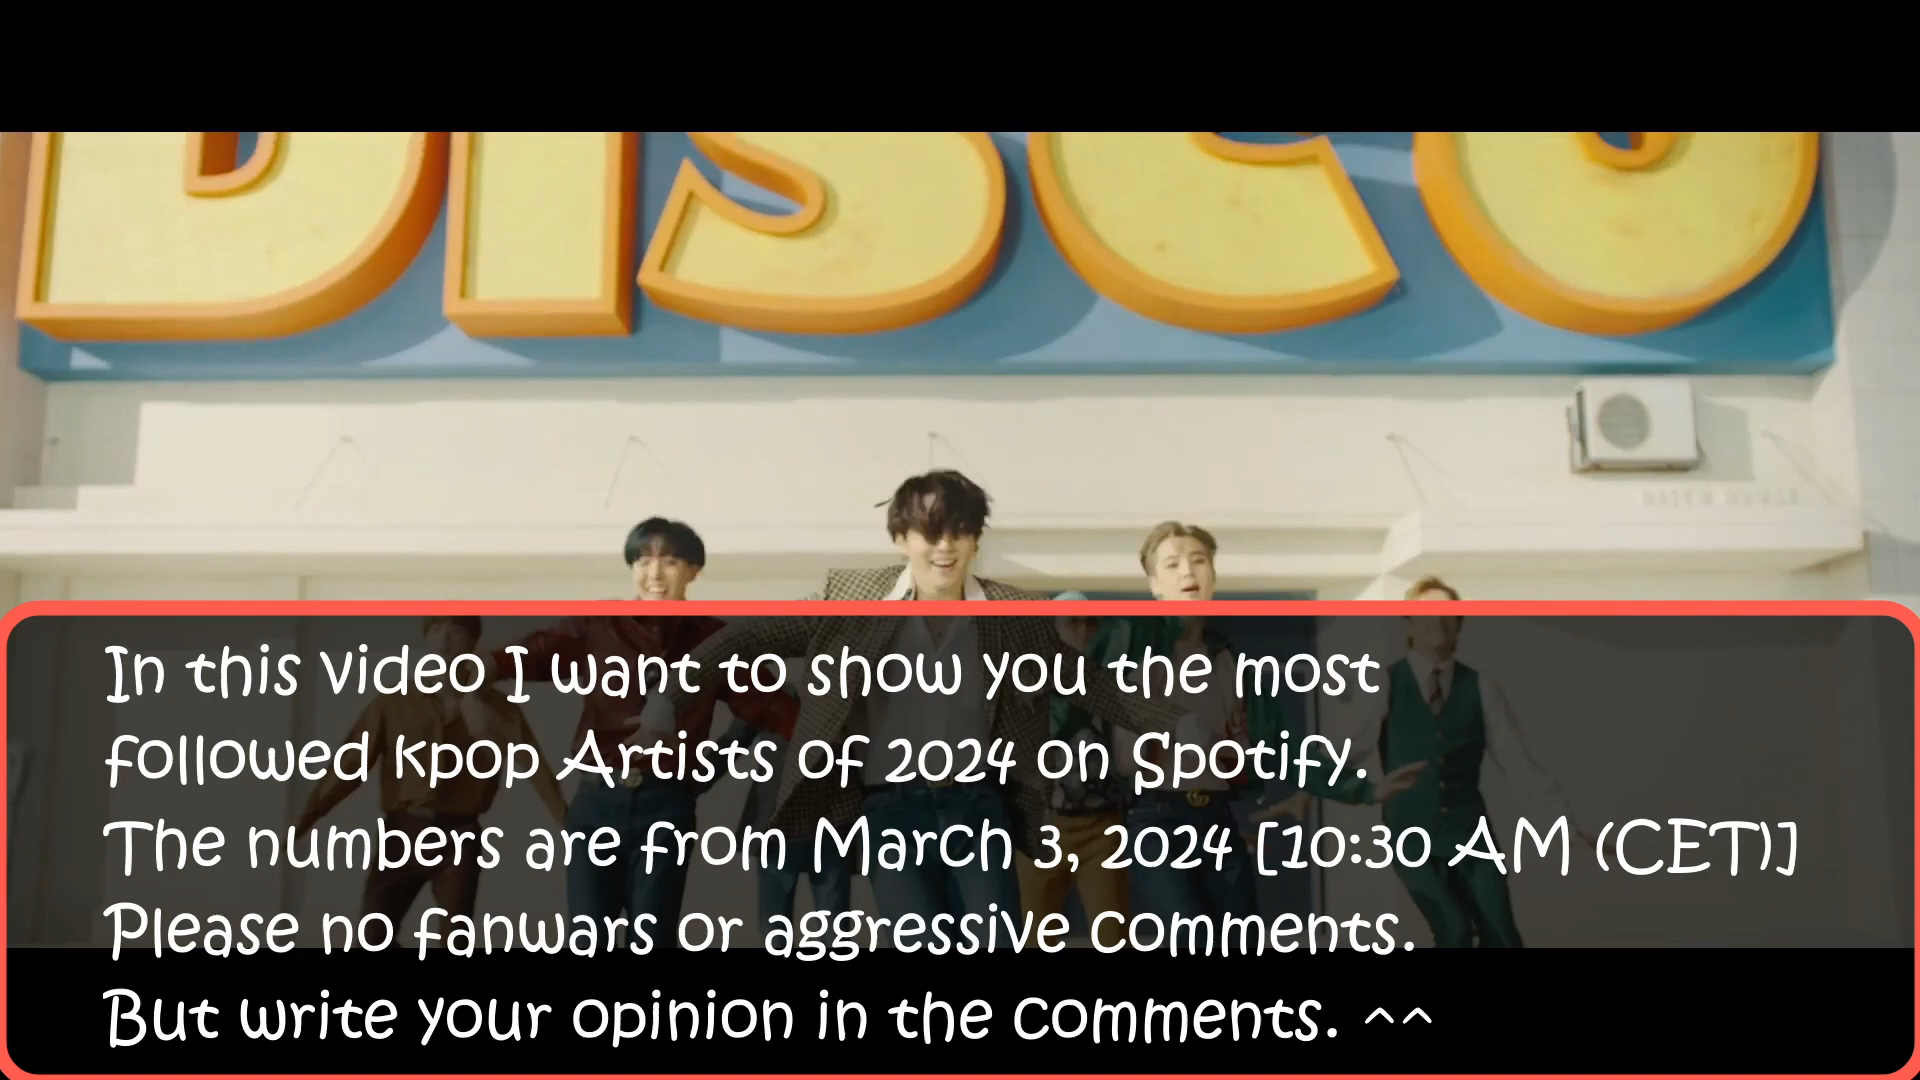 DISCO
In this video I want to show you the most
followed kpop Artists of 2024 on Spotify.
The numbers are from March 3, 2024 [10:30 AM (CET)]
Please no fanwars or aggressive comments.
But write your opinion in the comments. ^^